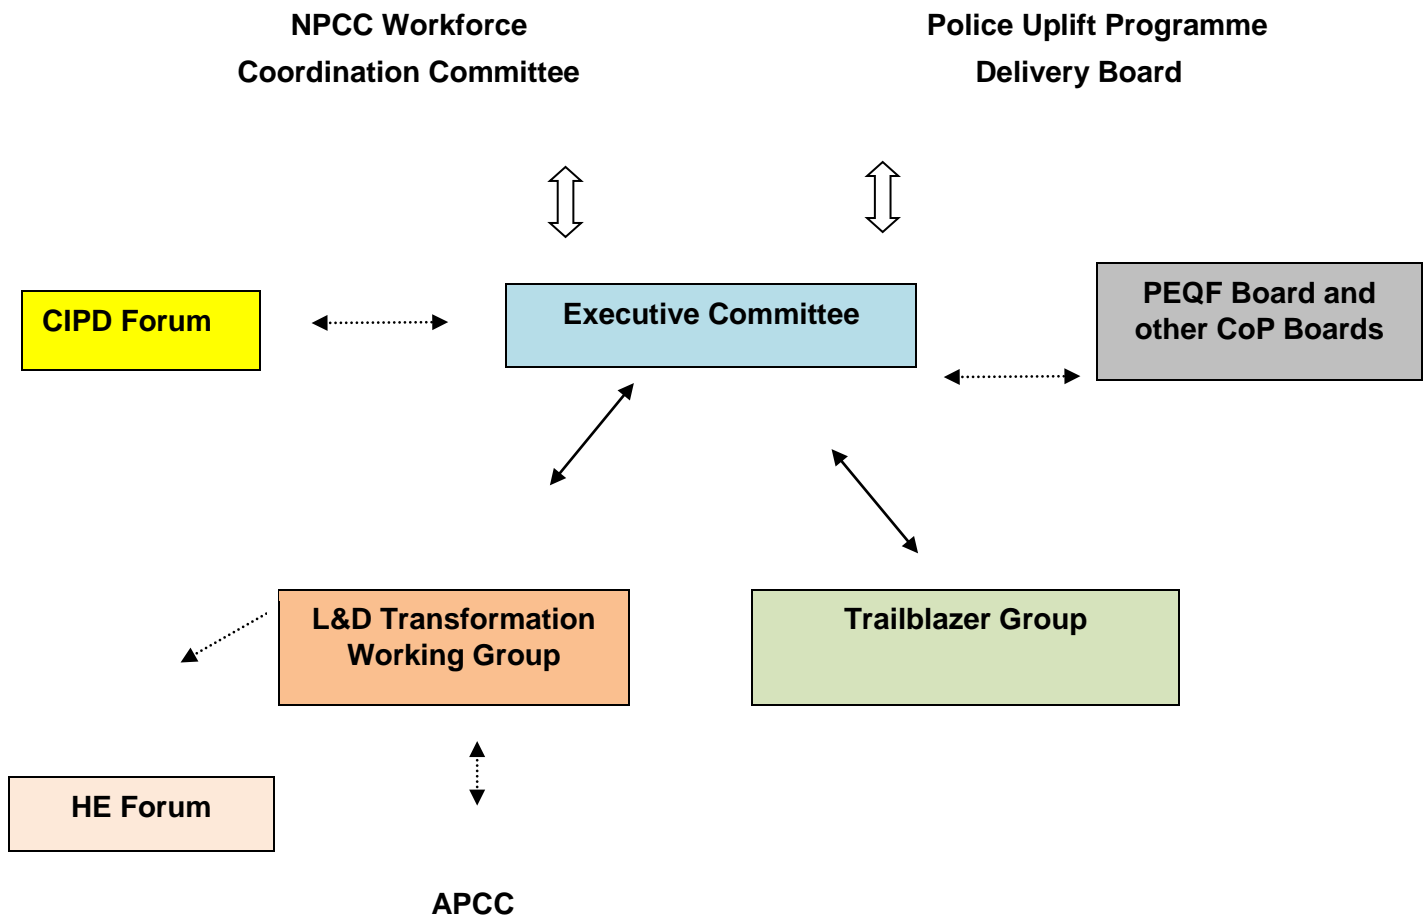 NPCC Workforce
Coordination Committee
Police Uplift Programme
Delivery Board
CIPD Forum
Executive Committee
PEQF Board and
other CoP Boards
L&D Transformation
Working Group
Trailblazer Group
HE Forum
APCC